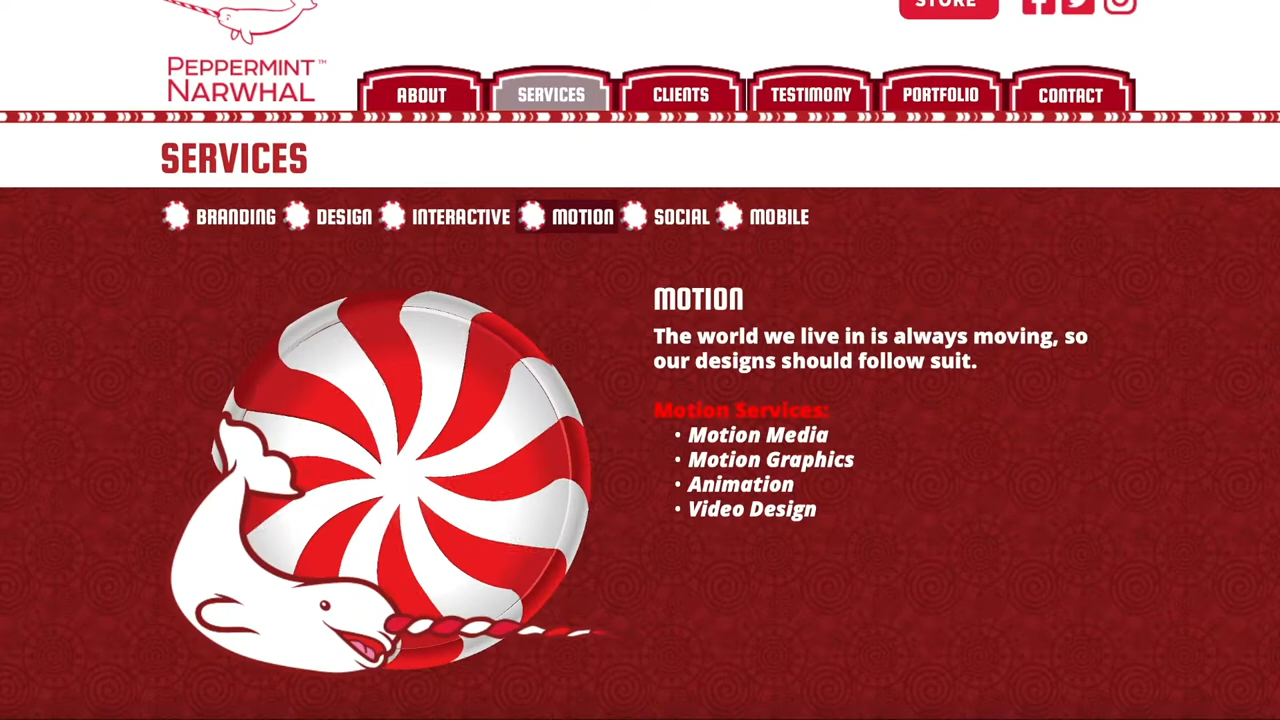 STORE
PEPPERMINT™
NARWHAL
ABOUT SERVICES CLIENTS TESTIMONY PORTFOLIO CONTACT
SERVICES
BRANDING DESIGN INTERACTIVE MOTION SOCIAL MOBILE
MOTION
The world we live in is always moving, so
our designs should follow suit.
Motion Services:
• Motion Media
• Motion Graphics
• Animation
• Video Design